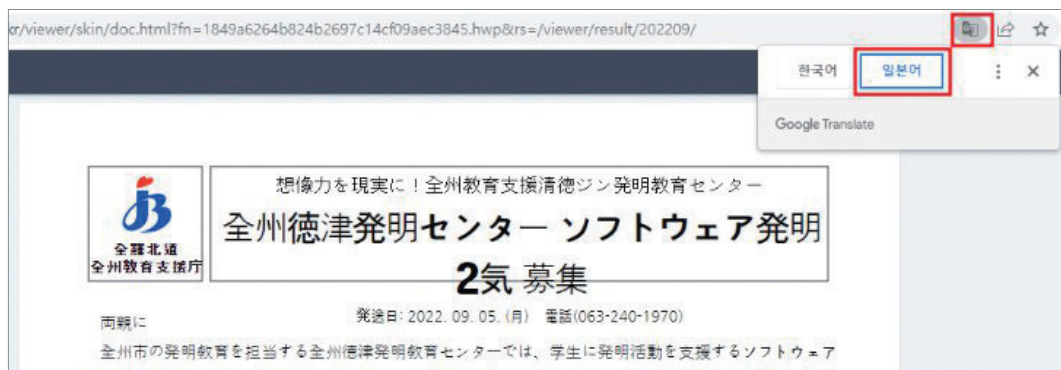 cr/viewer/skin/doc.html?fn=1849a6264b824b2697c14cf09aec3845.hwp&rs=/viewer/result/202209/
한국어 일본어
Google Translate
想像力を現実に！全州教育支援清徳ジン発明教育センター
全州徳津発明センター ソフトウェア発明
2気 募集
全羅北道
全州教育支援庁
発送日: 2022. 09. 05. (月) 電話(063-240-1970)
両親に
全州市の発明教育を担当する全州徳津発明教育センターでは、学生に発明活動を支援するソフトウェア